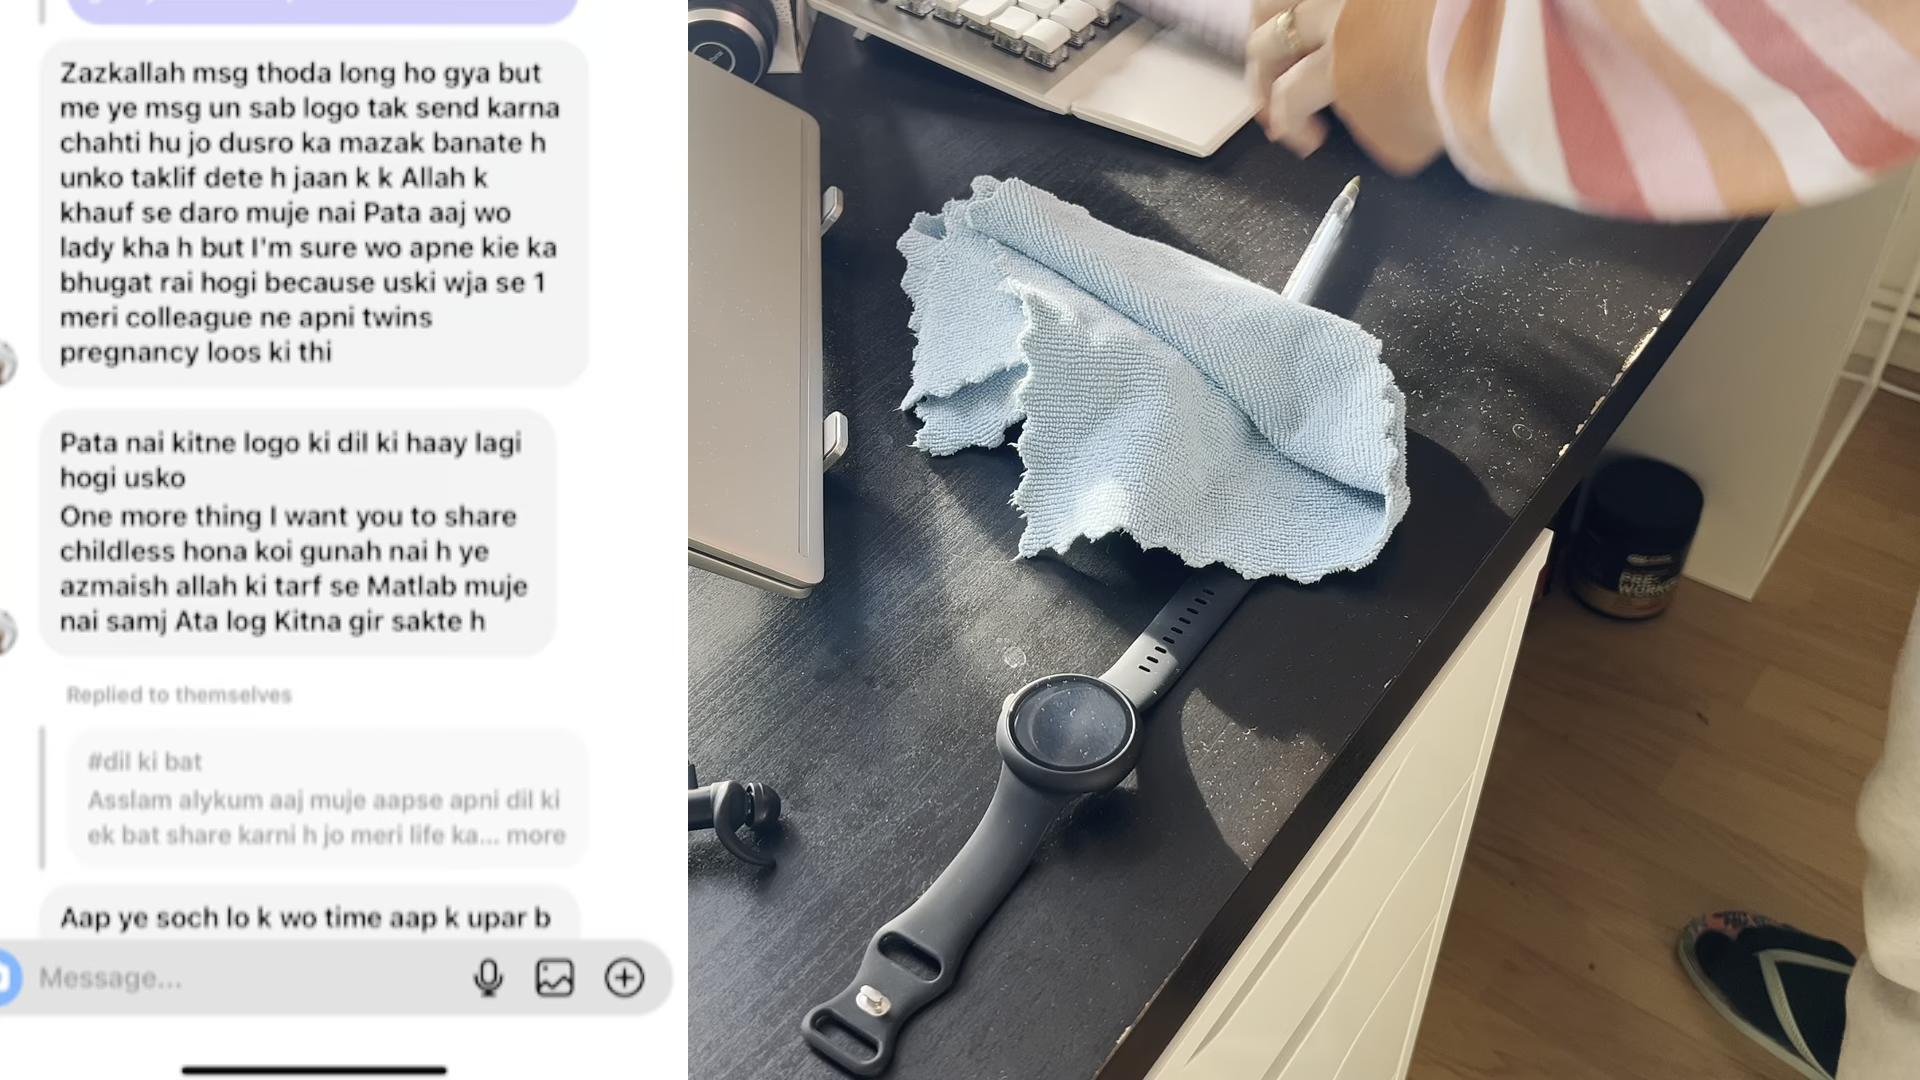 Zazkallah msg thoda long ho gya but
me ye msg un sab logo tak send karna
chahti hu jo dusro ka mazak banate h
unko taklif dete h jaan k k Allah k
khauf se daro muje nai Pata aaj wo
lady kha h but I'm sure wo apne kie ka
bhugat rai hogi because uski wja se 1
meri colleague ne apni twins
pregnancy loos ki thi
Pata nai kitne logo ki dil ki haay lagi
hogi usko
One more thing I want you to share
childless hona koi gunah nai h ye
azmaish allah ki tarf se Matlab muje
nai samj Ata log Kitna gir sakte h
Replied to themselves
#dil ki bat
Asslam alykum aaj muje aapse apni dil ki
ek bat share karni h jo meri life ka... more
Aap ye soch lo k wo time aap k upar b
Message...
PRE-
WORK